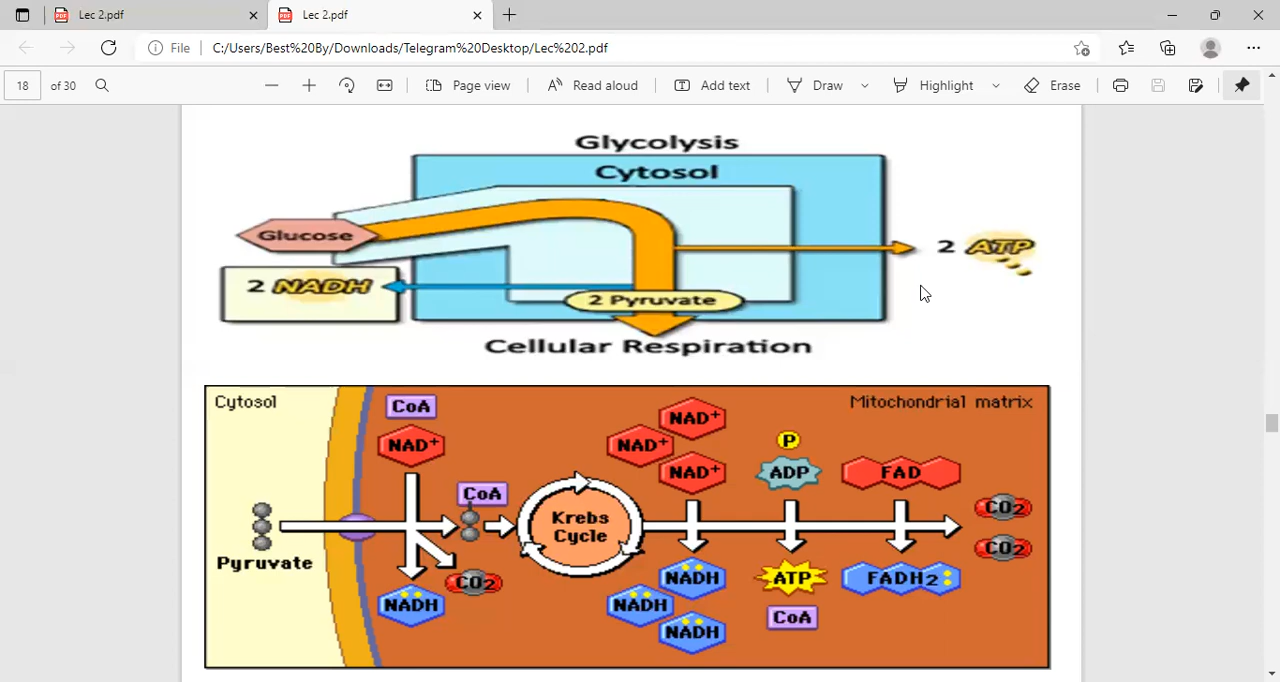 Lec 2.pdf
Lec 2.pdf
File
C:/Users/Best%20By/Downloads/Telegram%20Desktop/Lec%202.pdf
18 of 30
Page view
Read aloud
Add text
Draw
Highlight
Erase
Glycolysis
Cytosol
Glucose
2 ATP
2 NADH
2 Pyruvate
Cellular Respiration
Cytosol
CoA
Mitochondrial matrix
NAD+
NAD+
NAD+
NAD+
P
ADP
FAD
CoA
Krebs
Cycle
CO2
CO2
Pyruvate
CO2
NADH
NADH
NADH
NADH
ATP
FADH2
CoA